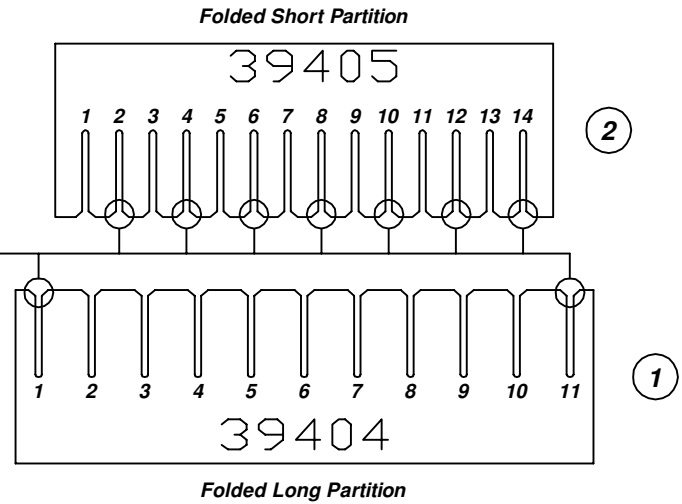 Folded Short Partition
39405
1 2 3 4 5 6 7 8 9 10 11 12 13 14
2
1 2 3 4 5 6 7 8 9 10 11
1
39404
Folded Long Partition